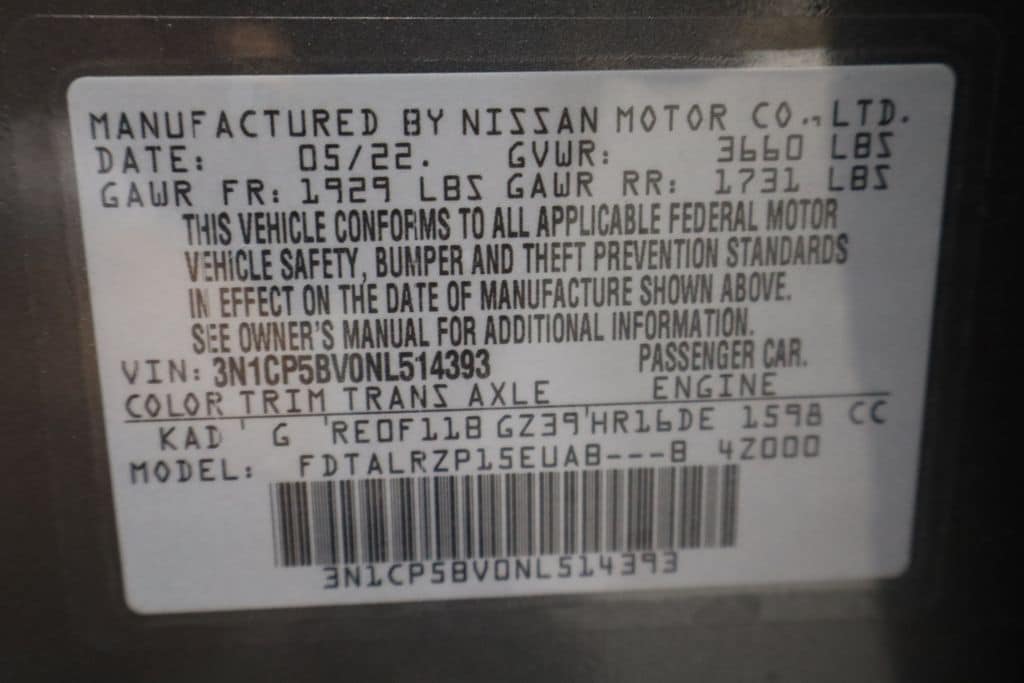 MANUFACTURED BY NISSAN MOTOR CO., LTD.
DATE: 05/22. GVWR: 3660 LBS
GAWR FR: 1929 LBS GAWR RR: 1731 LBS
THIS VEHICLE CONFORMS TO ALL APPLICABLE FEDERAL MOTOR
VEHICLE SAFETY, BUMPER AND THEFT PREVENTION STANDARDS
IN EFFECT ON THE DATE OF MANUFACTURE SHOWN ABOVE.
SEE OWNER'S MANUAL FOR ADDITIONAL INFORMATION.
VIN: 3N1CP5BV0NL514393 PASSENGER CAR.
COLOR TRIM TRANS AXLE ENGINE
KAD ' G 'RE0F11B GZ39'HR16DE 1598 CC
MODEL: FDTALRZP15EUAB---B 4Z000
3N1CP5BV0NL514393